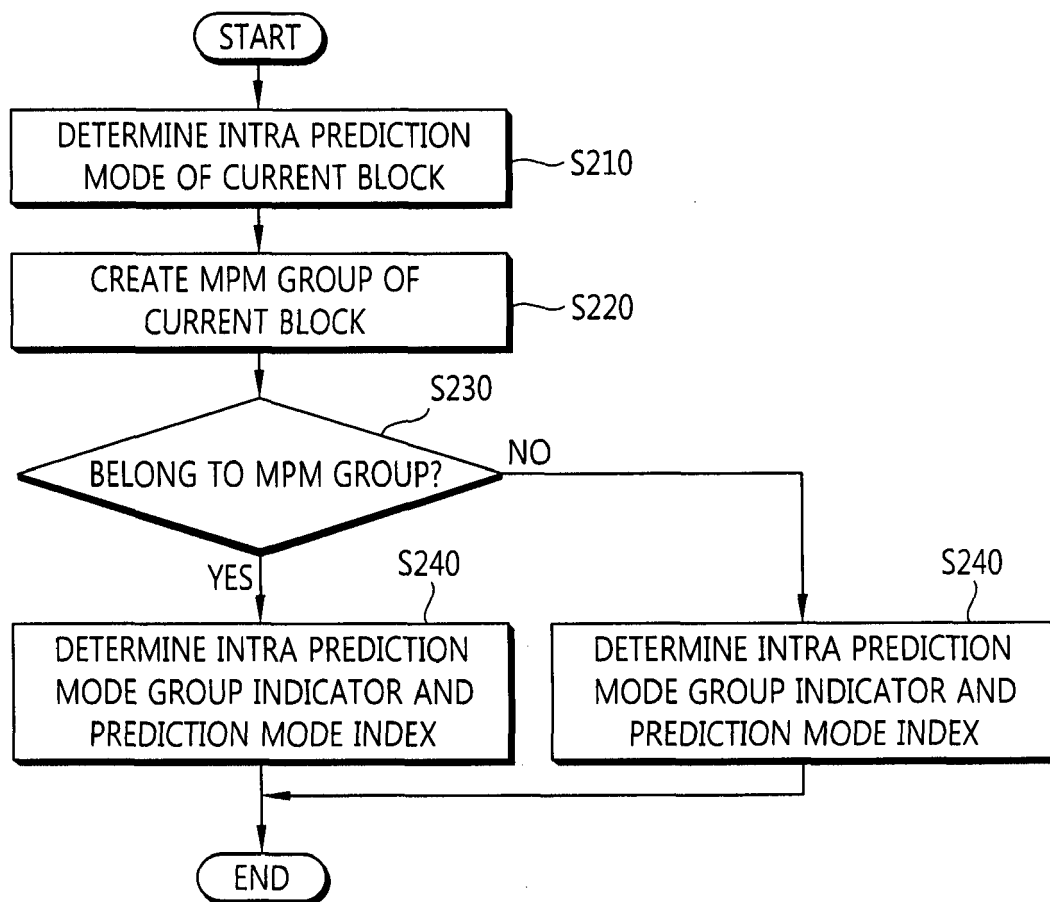 START
DETERMINE INTRA PREDICTION
MODE OF CURRENT BLOCK
S210
CREATE MPM GROUP OF
CURRENT BLOCK
S220
S230
BELONG TO MPM GROUP?
NO
YES
S240
DETERMINE INTRA PREDICTION
MODE GROUP INDICATOR AND
PREDICTION MODE INDEX
S240
DETERMINE INTRA PREDICTION
MODE GROUP INDICATOR AND
PREDICTION MODE INDEX
END